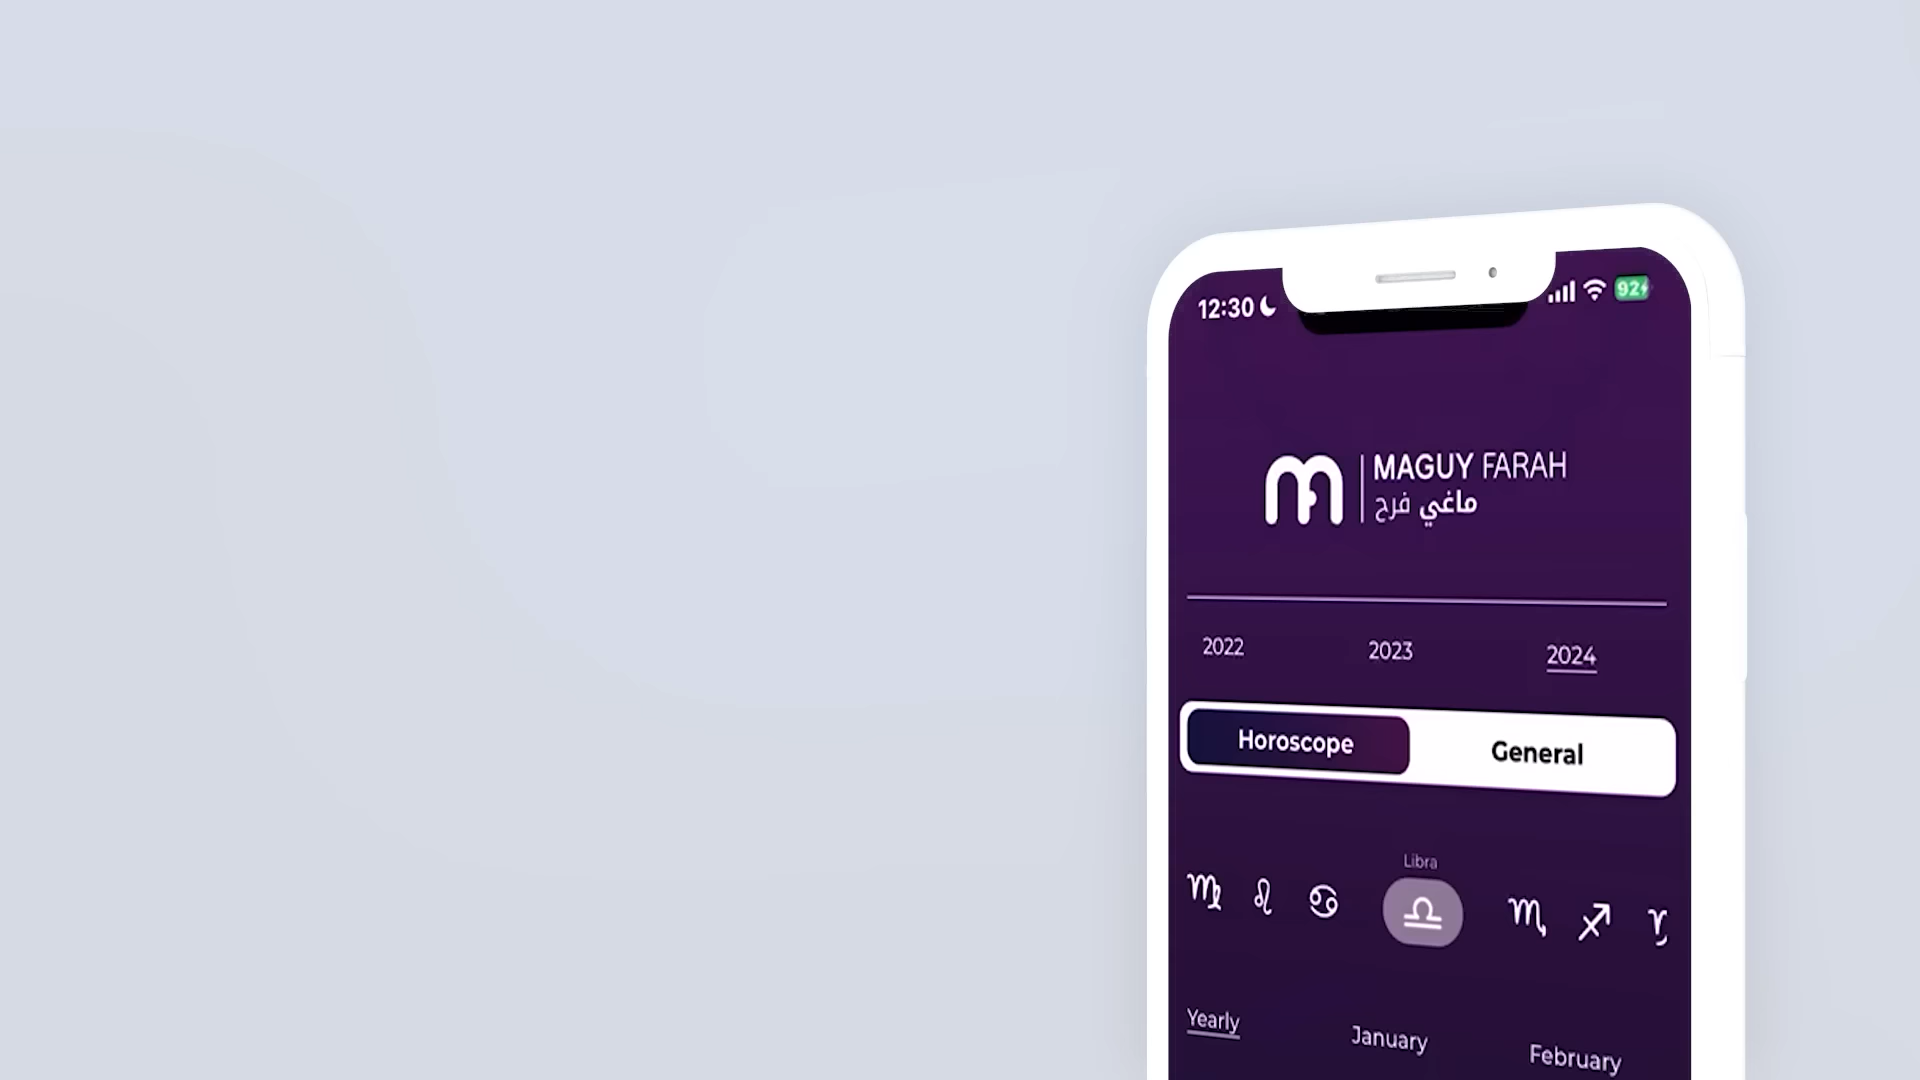 12:30
92
MAGUY FARAH
ماغي فرح
2022 2023 2024
Horoscope General
Libra
♍ ♌ ♋ ♎ ♏ ♐
Yearly January February